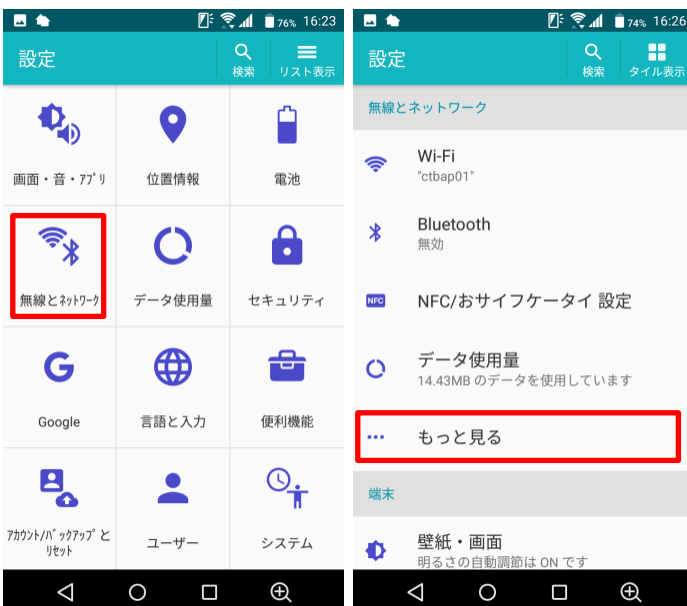 76% 16:23
設定
検索
リスト表示
画面・音・ｱﾌﾟﾘ
位置情報
電池
無線とﾈｯﾄﾜｰｸ
データ使用量
セキュリティ
Google
言語と入力
便利機能
ｱｶｳﾝﾄ/ﾊﾞｯｸｱｯﾌﾟと
ﾘｾｯﾄ
ユーザー
システム
74% 16:26
設定
検索
タイル表示
無線とネットワーク
Wi-Fi
"ctbap01"
Bluetooth
無効
NFC
NFC/おサイフケータイ 設定
データ使用量
14.43MB のデータを使用しています
もっと見る
端末
壁紙・画面
明るさの自動調節は ON です